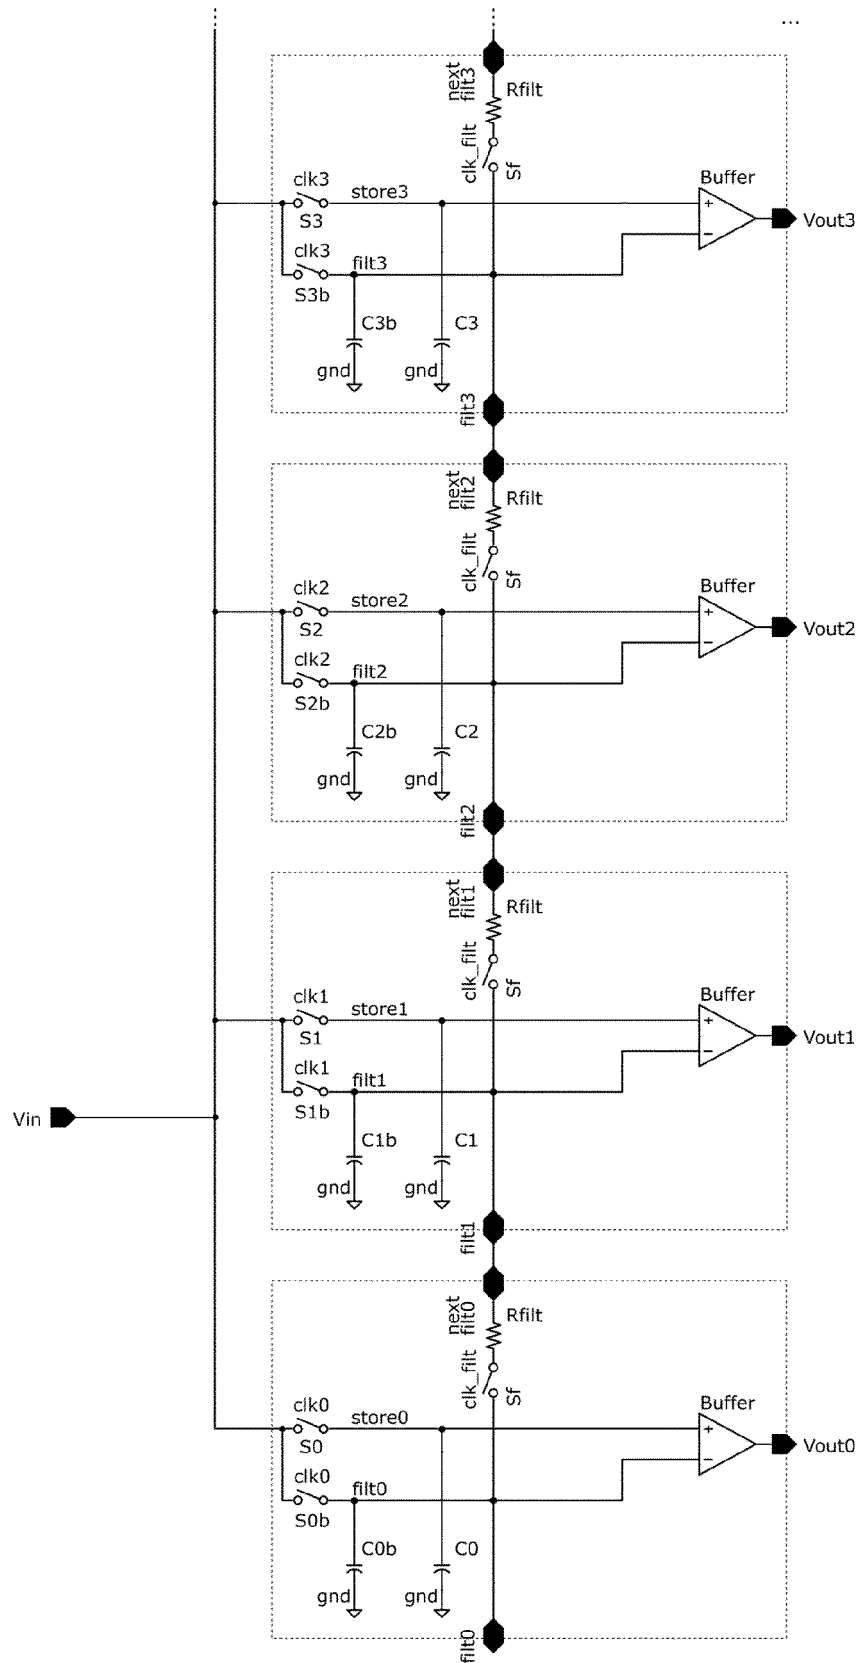 ...
next
filt3
Rfilt
clk_filt
Sf
clk3
S3
store3
Buffer
+
−
Vout3
clk3
S3b
filt3
C3b
C3
gnd
gnd
filt3
next
filt2
Rfilt
clk_filt
Sf
clk2
S2
store2
Buffer
+
−
Vout2
clk2
S2b
filt2
C2b
C2
gnd
gnd
filt2
next
filt1
Rfilt
clk_filt
Sf
clk1
S1
store1
Buffer
+
−
Vout1
clk1
S1b
filt1
Vin
C1b
C1
gnd
gnd
filt1
next
filt0
Rfilt
clk_filt
Sf
clk0
S0
store0
Buffer
+
−
Vout0
clk0
S0b
filt0
C0b
C0
gnd
gnd
filt0